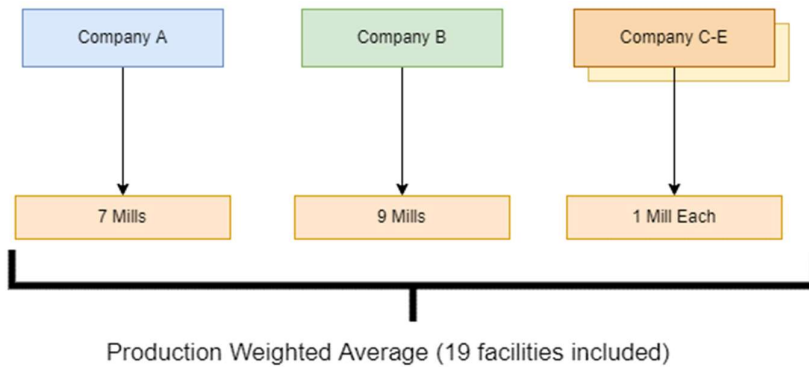 Company A
Company B
Company C-E
7 Mills
9 Mills
1 Mill Each
Production Weighted Average (19 facilities included)